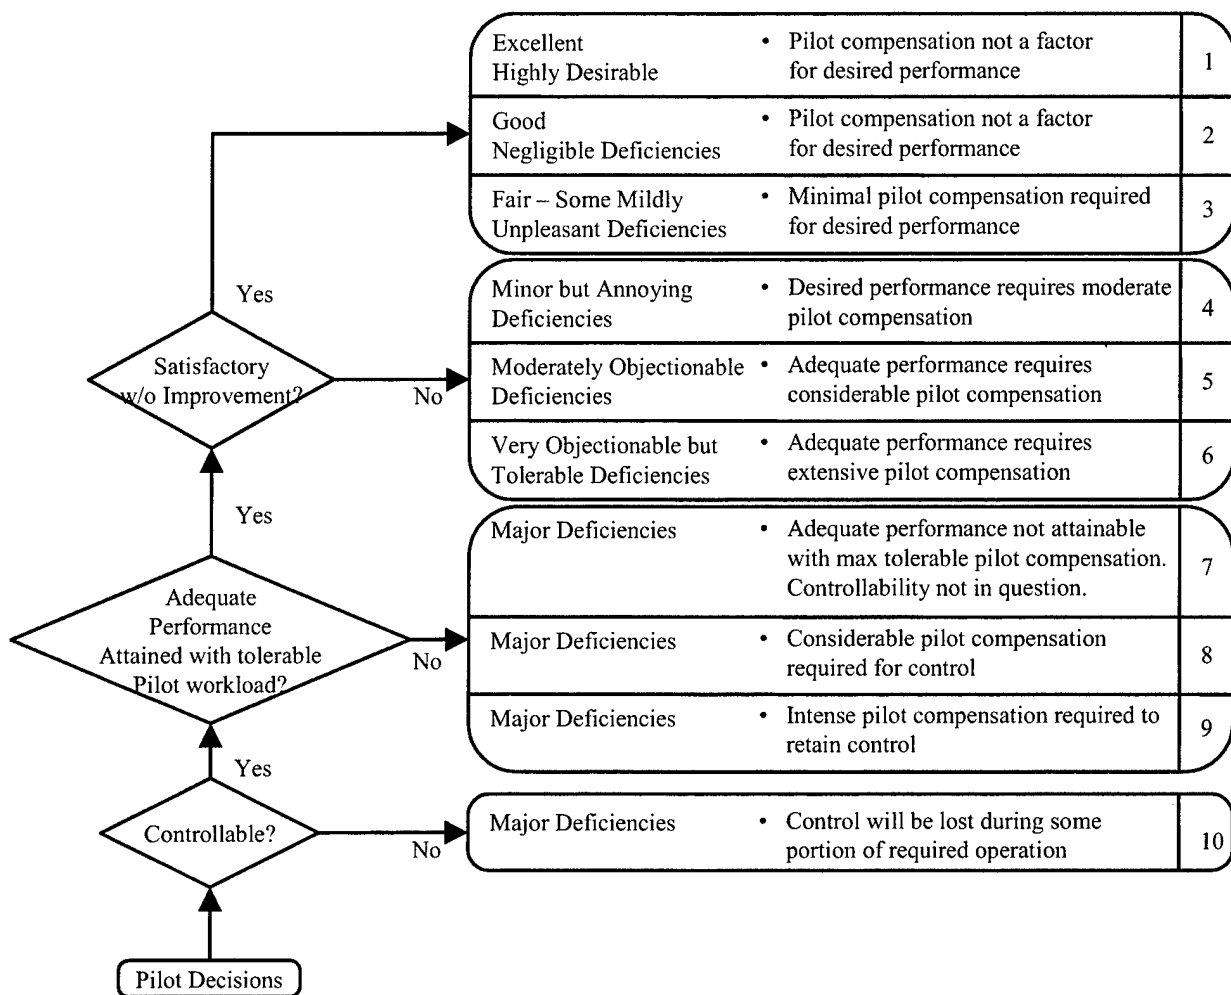 Excellent
Highly Desirable
• Pilot compensation not a factor
for desired performance
1
Good
Negligible Deficiencies
• Pilot compensation not a factor
for desired performance
2
Fair – Some Mildly
Unpleasant Deficiencies
• Minimal pilot compensation required
for desired performance
3
Yes
Satisfactory
w/o Improvement?
No
Minor but Annoying
Deficiencies
• Desired performance requires moderate
pilot compensation
4
Moderately Objectionable
Deficiencies
• Adequate performance requires
considerable pilot compensation
5
Very Objectionable but
Tolerable Deficiencies
• Adequate performance requires
extensive pilot compensation
6
Yes
Adequate
Performance
Attained with tolerable
Pilot workload?
No
Major Deficiencies
• Adequate performance not attainable
with max tolerable pilot compensation.
Controllability not in question.
7
Major Deficiencies
• Considerable pilot compensation
required for control
8
Major Deficiencies
• Intense pilot compensation required to
retain control
9
Yes
Controllable?
No
Major Deficiencies
• Control will be lost during some
portion of required operation
10
Pilot Decisions